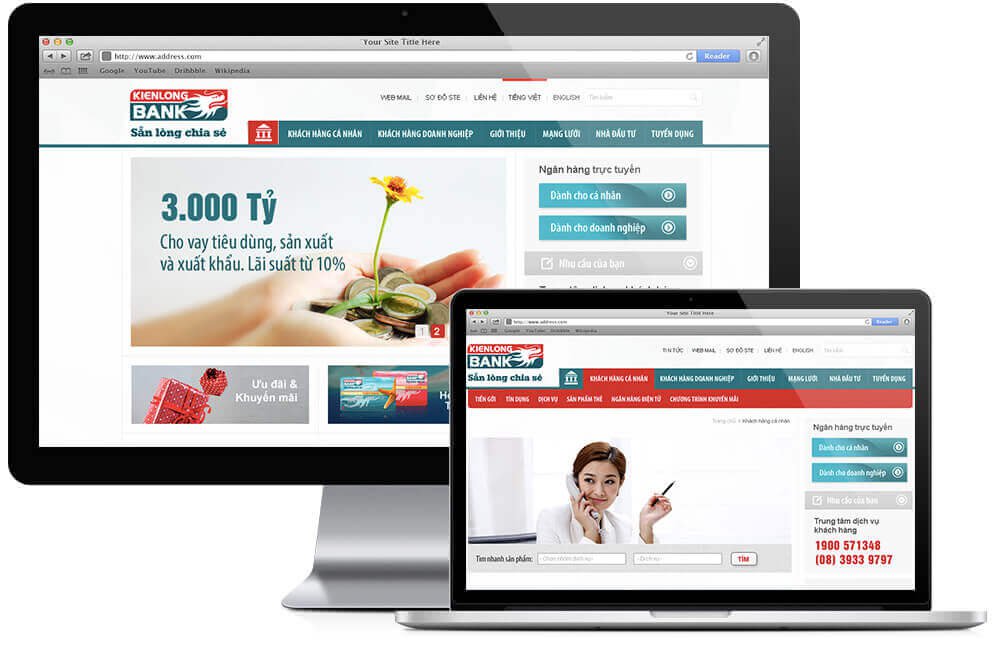 Your Site Title Here
http://www.address.com
Reader
Google YouTube Dribbble Wikipedia
KIENLONG
BANK
Sẵn lòng chia sẻ
WEB MAIL SƠ ĐỒ STE LIÊN HỆ TIẾNG VIỆT ENGLISH Tìm kiếm
KHÁCH HÀNG CÁ NHÂN KHÁCH HÀNG DOANH NGHIỆP GIỚI THIỆU MẠNG LƯỚI NHÀ ĐẦU TƯ TUYỂN DỤNG
3.000 Tỷ
Cho vay tiêu dùng, sản xuất
và xuất khẩu. Lãi suất từ 10%
1 2
Ngân hàng trực tuyến
Dành cho cá nhân
Dành cho doanh nghiệp
Nhu cầu của bạn
Ưu đãi &
Khuyến mãi
Your Site Title Here
http://www.address.com
Reader
Google YouTube Dribbble Wikipedia
KIENLONG
BANK
Sẵn lòng chia sẻ
TIN TỨC WEB MAIL SƠ ĐỒ STE LIÊN HỆ ENGLISH Tìm kiếm
KHÁCH HÀNG CÁ NHÂN KHÁCH HÀNG DOANH NGHIỆP GIỚI THIỆU MẠNG LƯỚI NHÀ ĐẦU TƯ TUYỂN DỤNG
TIỀN GỞI TÍN DỤNG DỊCH VỤ SẢN PHẨM THẺ NGÂN HÀNG ĐIỆN TỬ CHƯƠNG TRÌNH KHUYẾN MÃI
Trang chủ > Khách hàng cá nhân
Ngân hàng trực tuyến
Dành cho cá nhân
Dành cho doanh nghiệp
Nhu cầu của bạn
Trung tâm dịch vụ
khách hàng
1900 571348
(08) 3933 9797
Tìm nhanh sản phẩm: - Chọn nhóm dịch vụ - - Dịch vụ - TÌM